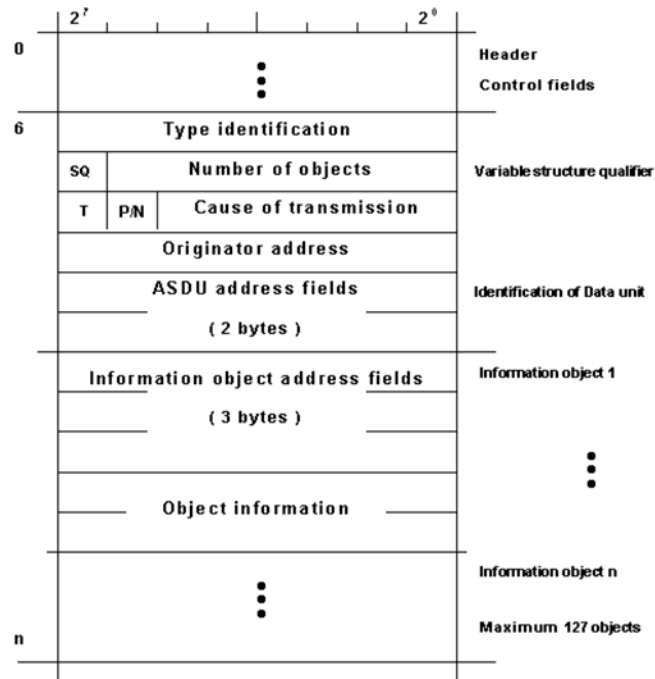 2⁷ 2⁰
0
Header
Control fields
6
Type identification
SQ Number of objects Variable structure qualifier
T P/N Cause of transmission
Originator address
ASDU address fields Identification of Data unit
( 2 bytes )
Information object address fields Information object 1
( 3 bytes )
Object information
Information object n
n Maximum 127 objects